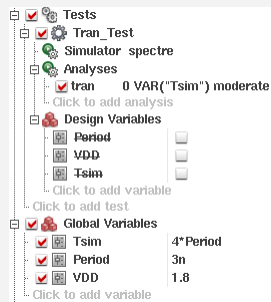 Tests
Tran_Test
Simulator spectre
Analyses
tran 0 VAR("Tsim") moderate
Click to add analysis
Design Variables
Period
VDD
Tsim
Click to add variable
Click to add test
Global Variables
Tsim 4*Period
Period 3n
VDD 1.8
Click to add variable